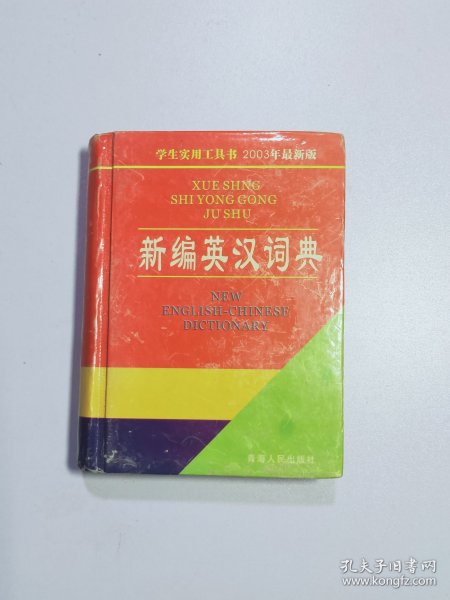 学生实用工具书 2003年最新版
XUE SHNG
SHI YONG GONG
JU SHU
新编英汉词典
NEW
ENGLISH-CHINESE
DICTIONARY
青海人民出版社
孔夫子旧书网
www.kongfz.com